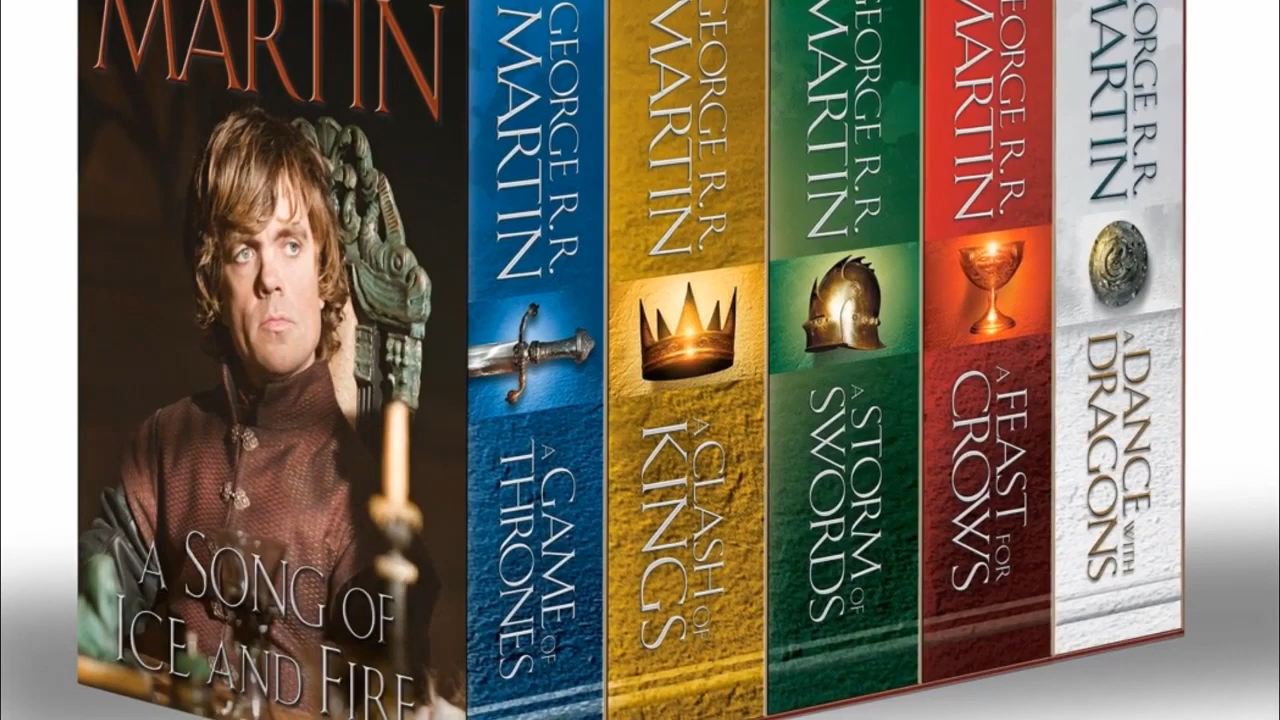 MARTIN
A SONG OF
ICE AND FIRE
GEORGE R.R.
MARTIN
A GAME OF
THRONES
GEORGE R.R.
MARTIN
A CLASH OF
KINGS
GEORGE R.R.
MARTIN
A STORM OF
SWORDS
GEORGE R.R.
MARTIN
A FEAST FOR
CROWS
GEORGE R.R.
MARTIN
A DANCE WITH
DRAGONS